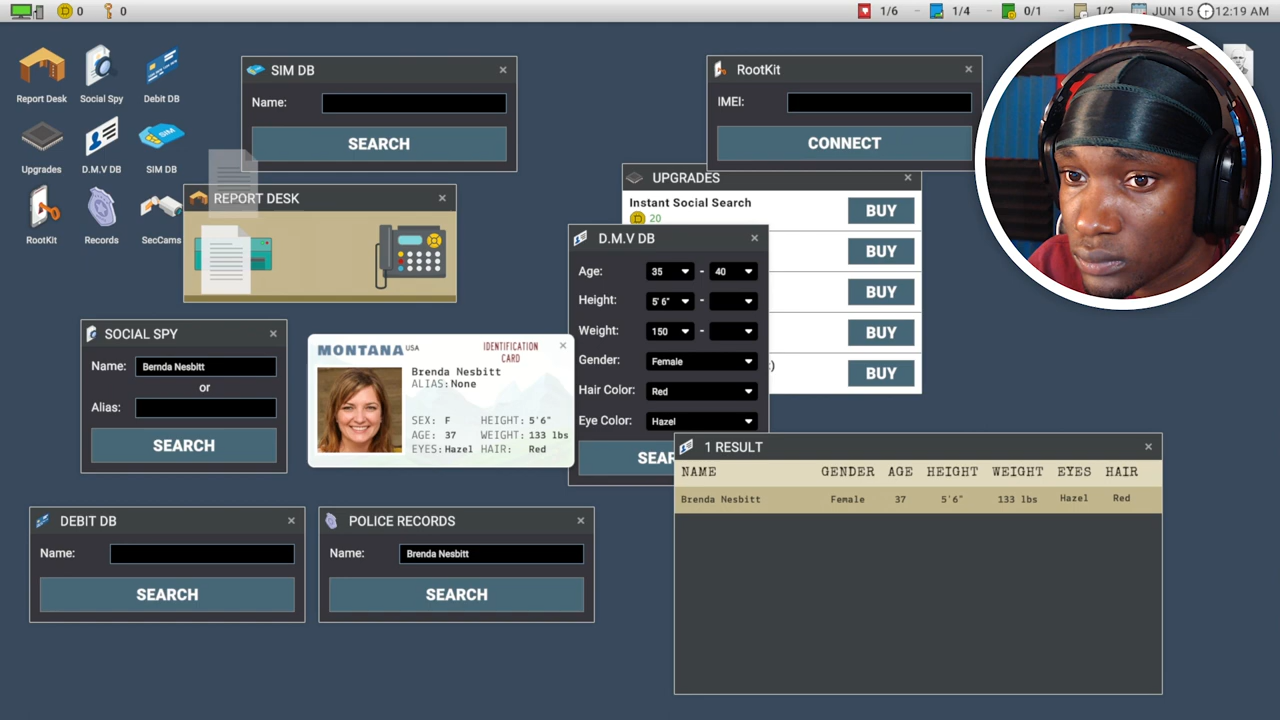 0
0
1/6
1/4
0/1
1/2
JUN 15
12:19 AM
Report Desk
Social Spy
Debit DB
Upgrades
D.M.V DB
SIM DB
RootKit
Records
SecCams
SIM DB
Name:
SEARCH
RootKit
IMEI:
CONNECT
REPORT DESK
UPGRADES
Instant Social Search
20
BUY
BUY
BUY
BUY
BUY
D.M.V DB
Age: 35 - 40
Height: 5' 6" -
Weight: 150 -
Gender: Female
Hair Color: Red
Eye Color: Hazel
SEAR
SOCIAL SPY
Name: Bernda Nesbitt
or
Alias:
SEARCH
MONTANA USA
IDENTIFICATION
CARD
Brenda Nesbitt
ALIAS: None
SEX: F HEIGHT: 5'6"
AGE: 37 WEIGHT: 133 lbs
EYES: Hazel HAIR: Red
1 RESULT
NAME GENDER AGE HEIGHT WEIGHT EYES HAIR
Brenda Nesbitt Female 37 5'6" 133 lbs Hazel Red
DEBIT DB
Name:
SEARCH
POLICE RECORDS
Name: Brenda Nesbitt
SEARCH